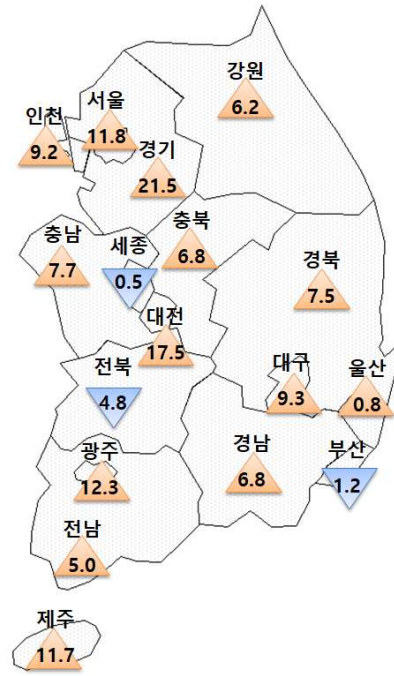 강원
6.2
서울
11.8
인천
9.2
경기
21.5
충북
6.8
충남
7.7
세종
0.5
경북
7.5
대전
17.5
전북
4.8
대구
9.3
울산
0.8
경남
6.8
부산
1.2
광주
12.3
전남
5.0
제주
11.7